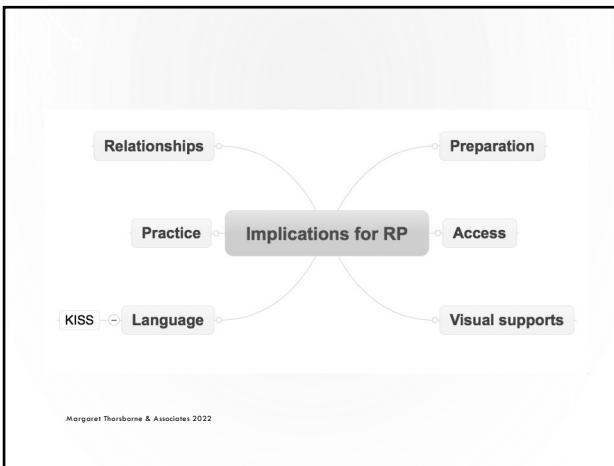 Relationships
Preparation
Practice
Implications for RP
Access
KISS
Language
Visual supports
Margaret Thorsborne & Associates 2022